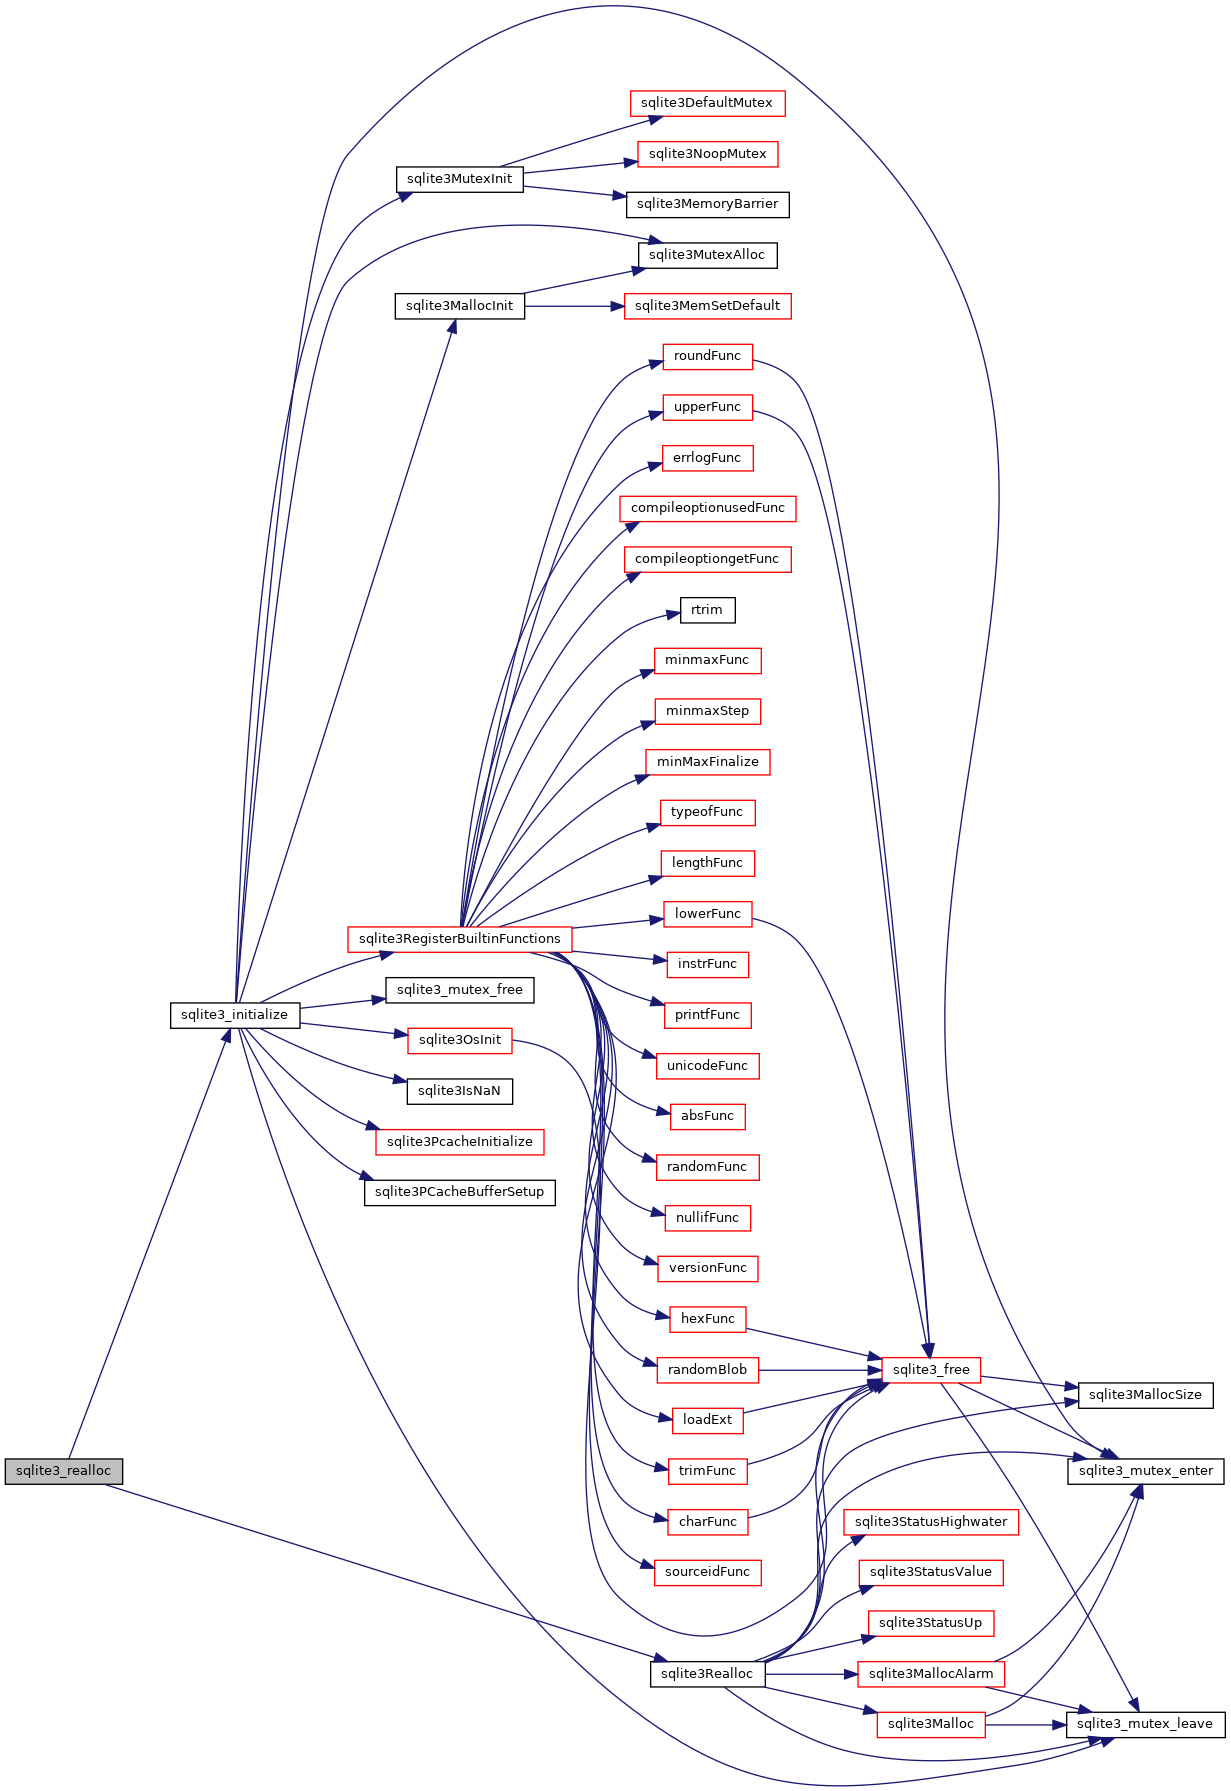 sqlite3DefaultMutex
sqlite3NoopMutex
sqlite3MutexInit
sqlite3MemoryBarrier
sqlite3MutexAlloc
sqlite3MallocInit
sqlite3MemSetDefault
roundFunc
upperFunc
errlogFunc
compileoptionusedFunc
compileoptiongetFunc
rtrim
minmaxFunc
minmaxStep
minMaxFinalize
typeofFunc
lengthFunc
lowerFunc
sqlite3RegisterBuiltinFunctions
instrFunc
sqlite3_mutex_free
sqlite3_initialize
printfFunc
sqlite3OsInit
unicodeFunc
sqlite3IsNaN
absFunc
sqlite3PcacheInitialize
randomFunc
sqlite3PCacheBufferSetup
nullifFunc
versionFunc
hexFunc
randomBlob
sqlite3_free
sqlite3MallocSize
loadExt
sqlite3_realloc
trimFunc
sqlite3_mutex_enter
charFunc
sqlite3StatusHighwater
sourceidFunc
sqlite3StatusValue
sqlite3StatusUp
sqlite3Realloc
sqlite3MallocAlarm
sqlite3Malloc
sqlite3_mutex_leave